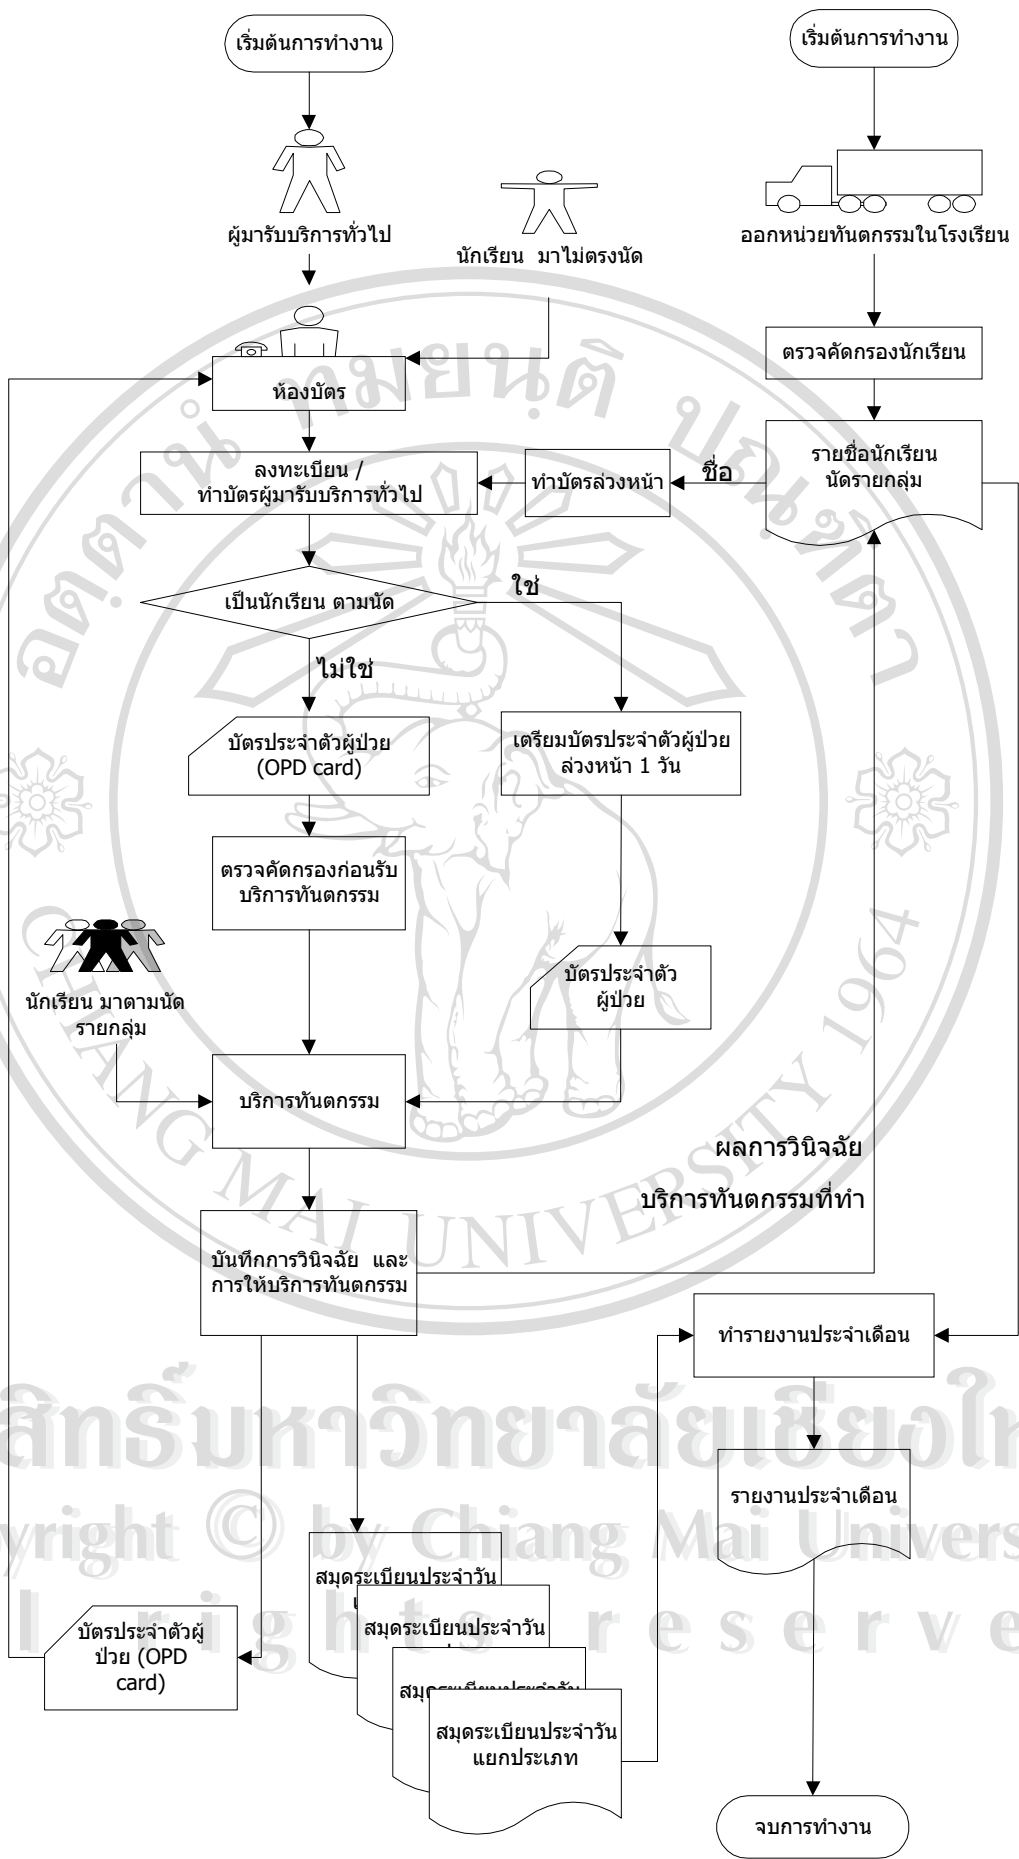 เริ่มต้นการทำงาน
เริ่มต้นการทำงาน
ผู้มารับบริการทั่วไป
นักเรียน มาไม่ตรงนัด
ออกหน่วยทันตกรรมในโรงเรียน
ห้องบัตร
ตรวจคัดกรองนักเรียน
ลงทะเบียน /
ทำบัตรผู้มารับบริการทั่วไป
ทำบัตรล่วงหน้า
ชื่อ
รายชื่อนักเรียน
นัดรายกลุ่ม
เป็นนักเรียน ตามนัด
ใช่
ไม่ใช่
บัตรประจำตัวผู้ป่วย
(OPD card)
เตรียมบัตรประจำตัวผู้ป่วย
ล่วงหน้า 1 วัน
ตรวจคัดกรองก่อนรับ
บริการทันตกรรม
นักเรียน มาตามนัด
รายกลุ่ม
บัตรประจำตัว
ผู้ป่วย
บริการทันตกรรม
ผลการวินิจฉัย
บริการทันตกรรมที่ทำ
บันทึกการวินิจฉัย และ
การให้บริการทันตกรรม
ทำรายงานประจำเดือน
รายงานประจำเดือน
สมุดระเบียนประจำวัน
สมุดระเบียนประจำวัน
สมุดระเบียนประจำวัน
สมุดระเบียนประจำวัน
แยกประเภท
บัตรประจำตัวผู้
ป่วย (OPD
card)
จบการทำงาน
CHIANG MAI UNIVERSITY 1964
สิทธิ์มหาวิทยาลัยเชียงให
yright © by Chiang Mai Univers
l rights reserve